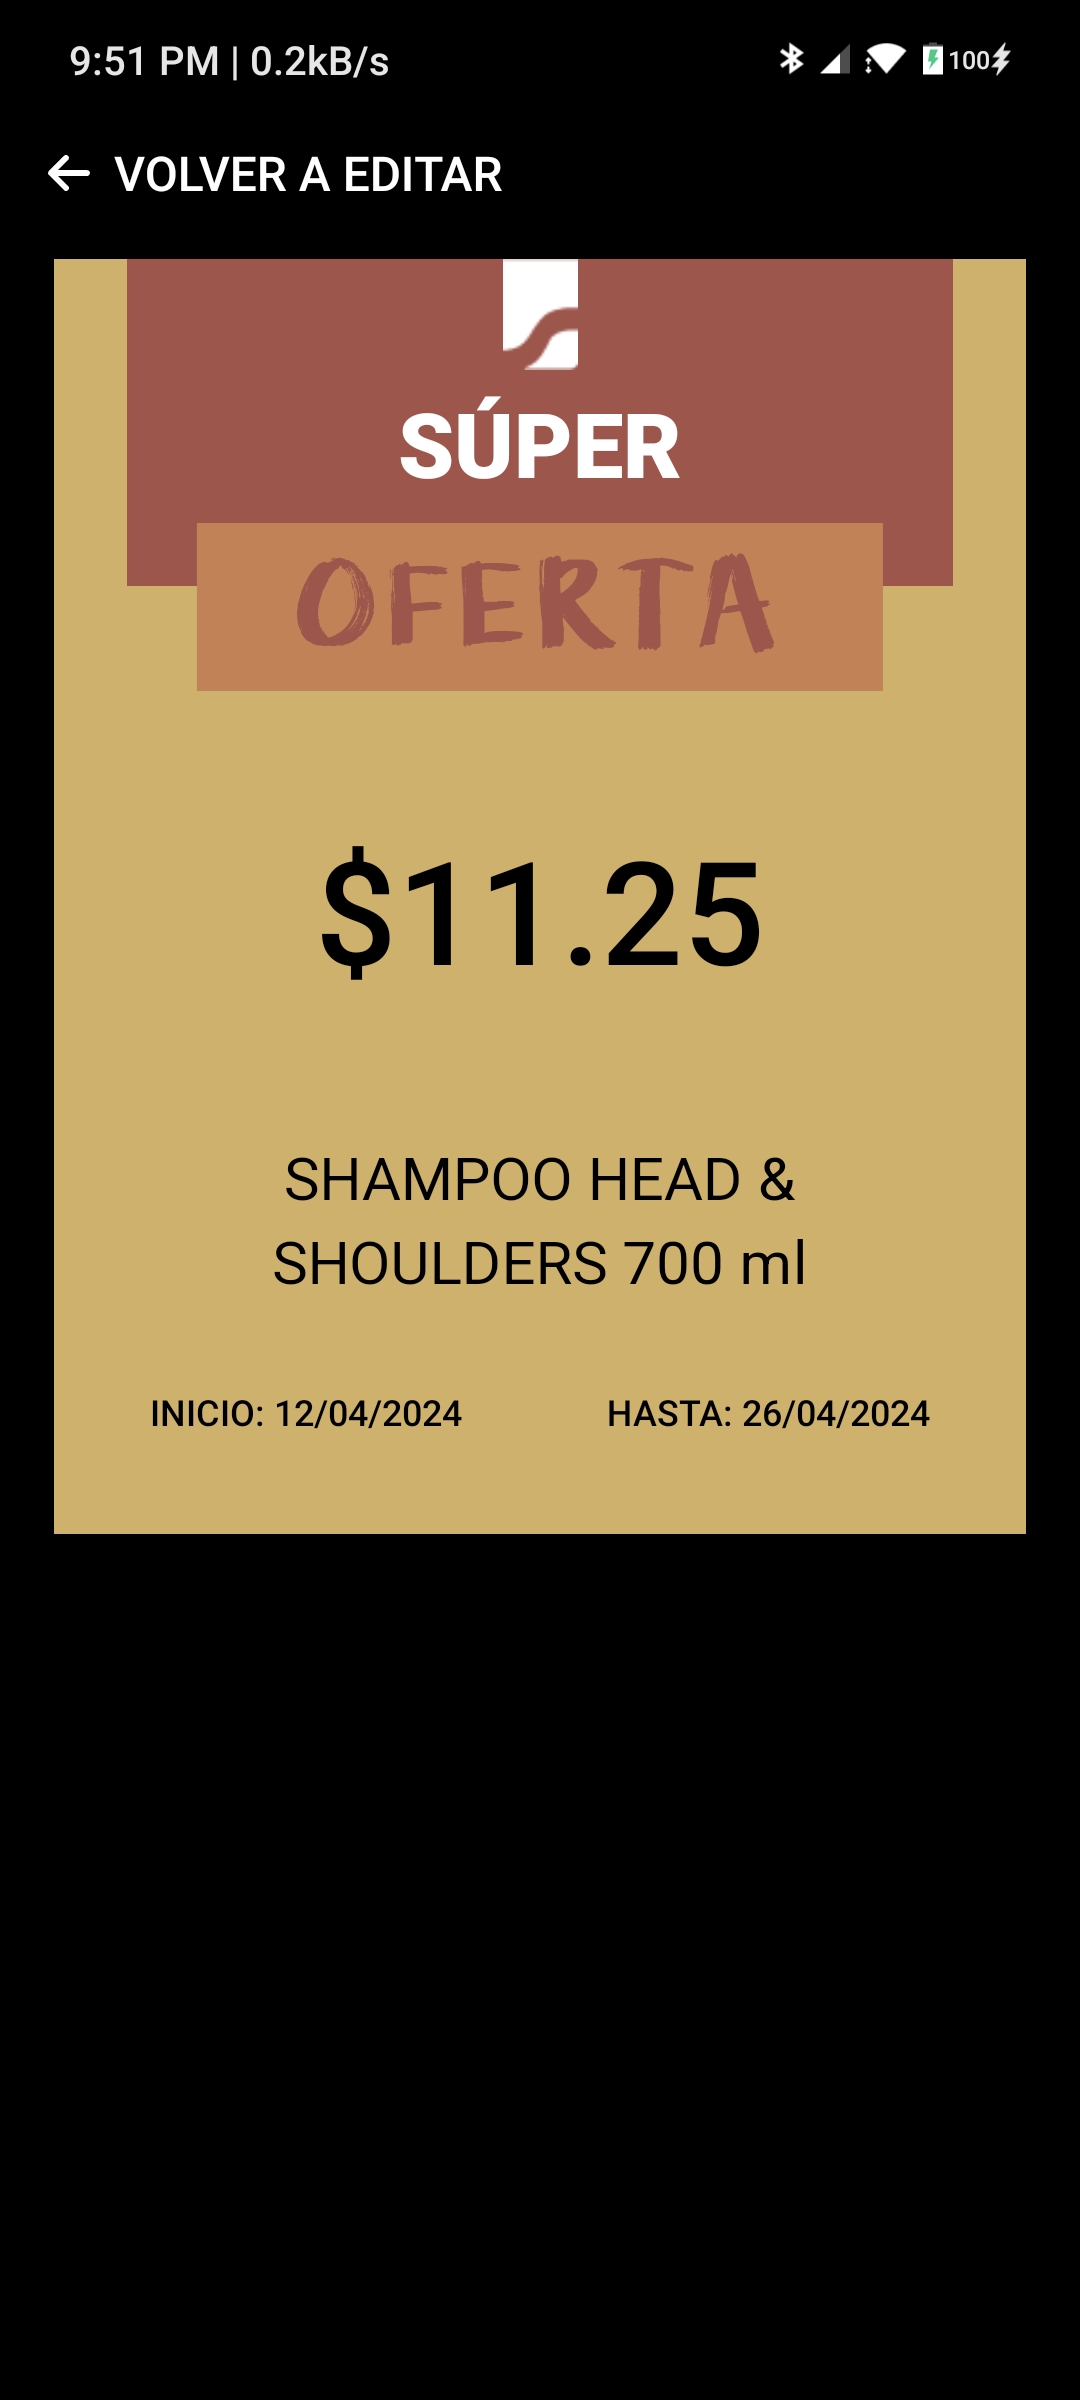 9:51 PM | 0.2kB/s 100
VOLVER A EDITAR
SÚPER
OFERTA
$11.25
SHAMPOO HEAD &
SHOULDERS 700 ml
INICIO: 12/04/2024 HASTA: 26/04/2024